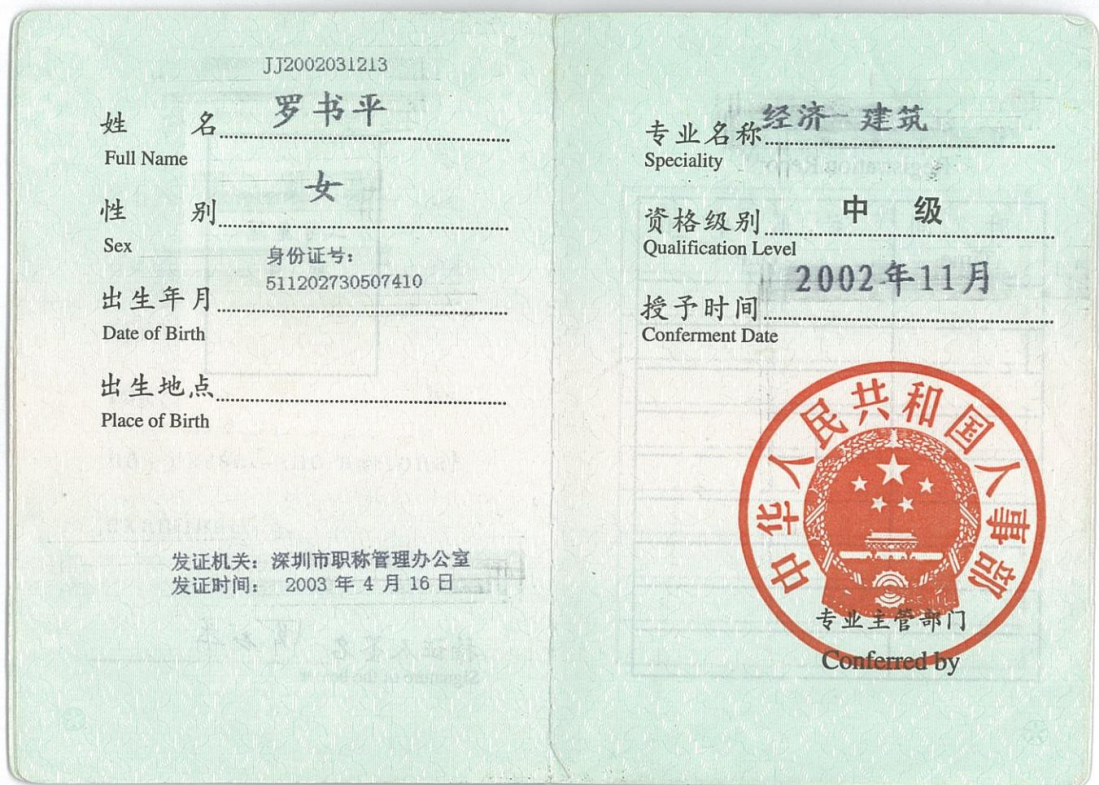 JJ2002031213
姓 名 罗书平
Full Name
性 别 女
Sex
身份证号：
511202730507410
出生年月
Date of Birth
出生地点
Place of Birth
发证机关：深圳市职称管理办公室
发证时间： 2003 年 4 月 16 日
专业名称 经济－建筑
Speciality
资格级别 中 级
Qualification Level
2002年11月
授予时间
Conferment Date
中华人民共和国人事部
专业主管部门
Conferred by